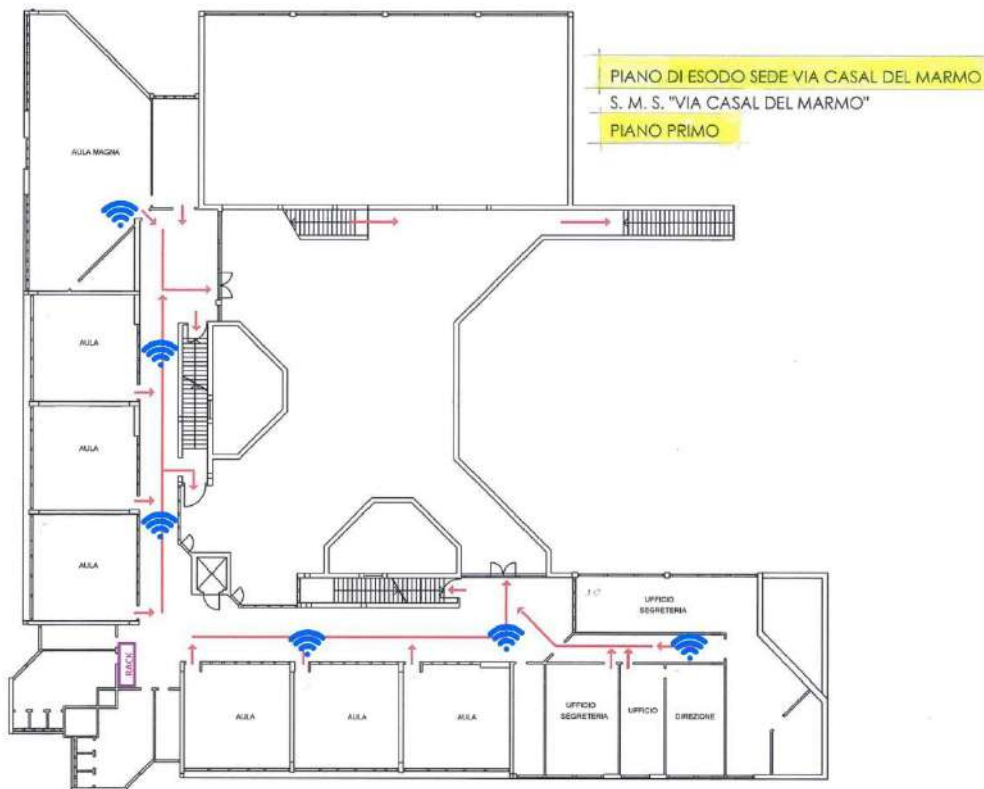 PIANO DI ESODO SEDE VIA CASAL DEL MARMO
S. M. S. "VIA CASAL DEL MARMO"
PIANO PRIMO
AULA MAGNA
AULA
AULA
AULA
RACK
UFFICIO
SEGRETERIA
AULA
AULA
AULA
UFFICIO
SEGRETERIA
UFFICIO
DIREZIONE